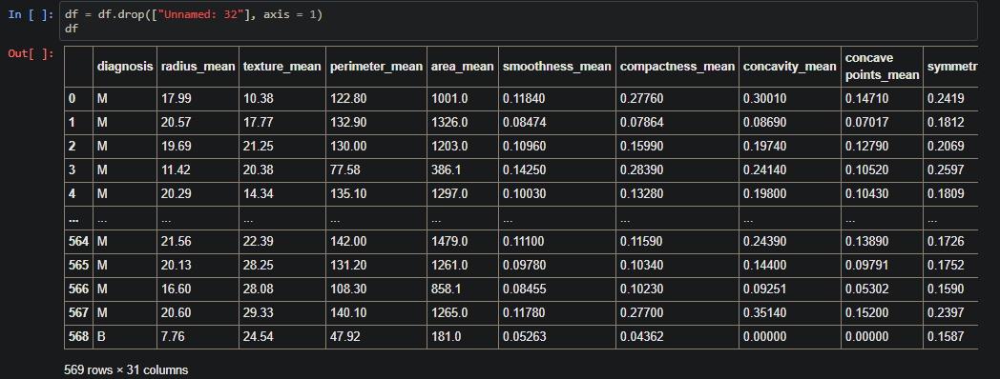 In [ ]: df = df.drop(["Unnamed: 32"], axis = 1)
df
Out[ ]:
diagnosis radius_mean texture_mean perimeter_mean area_mean smoothness_mean compactness_mean concavity_mean concave points_mean symmetr
0 M 17.99 10.38 122.80 1001.0 0.11840 0.27760 0.30010 0.14710 0.2419
1 M 20.57 17.77 132.90 1326.0 0.08474 0.07864 0.08690 0.07017 0.1812
2 M 19.69 21.25 130.00 1203.0 0.10960 0.15990 0.19740 0.12790 0.2069
3 M 11.42 20.38 77.58 386.1 0.14250 0.28390 0.24140 0.10520 0.2597
4 M 20.29 14.34 135.10 1297.0 0.10030 0.13280 0.19800 0.10430 0.1809
... ... ... ... ... ... ... ... ... ... ...
564 M 21.56 22.39 142.00 1479.0 0.11100 0.11590 0.24390 0.13890 0.1726
565 M 20.13 28.25 131.20 1261.0 0.09780 0.10340 0.14400 0.09791 0.1752
566 M 16.60 28.08 108.30 858.1 0.08455 0.10230 0.09251 0.05302 0.1590
567 M 20.60 29.33 140.10 1265.0 0.11780 0.27700 0.35140 0.15200 0.2397
568 B 7.76 24.54 47.92 181.0 0.05263 0.04362 0.00000 0.00000 0.1587
569 rows × 31 columns